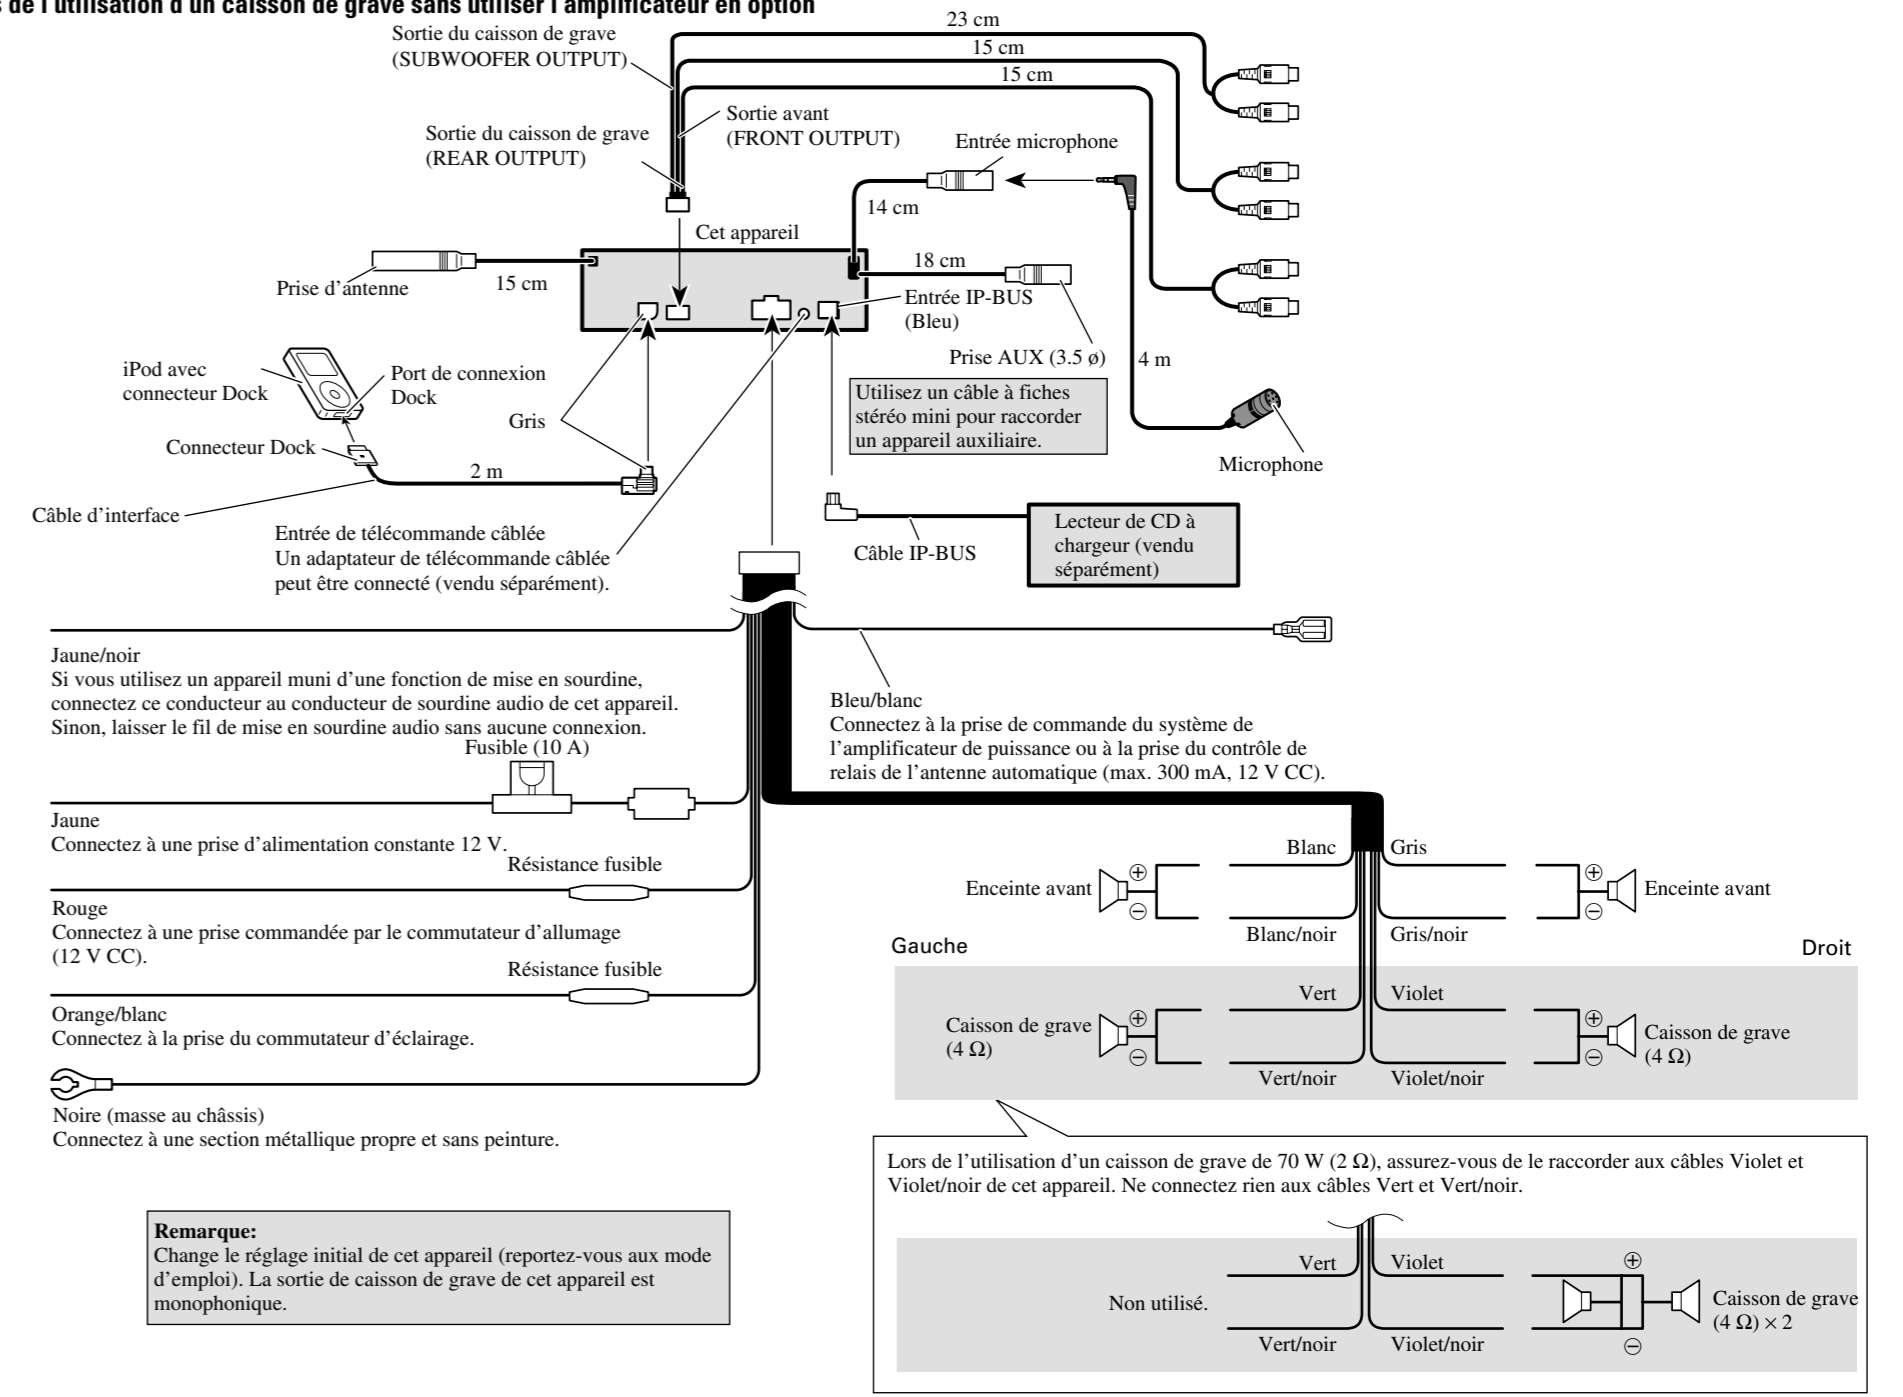 de l'utilisation d'un caisson de grave sans utiliser l'amplificateur en option
23 cm
Sortie du caisson de grave
(SUBWOOFER OUTPUT)
15 cm
15 cm
Sortie avant
(FRONT OUTPUT)
Sortie du caisson de grave
(REAR OUTPUT)
Entrée microphone
14 cm
Cet appareil
18 cm
Prise d'antenne
15 cm
Entrée IP-BUS
(Bleu)
Prise AUX (3.5 ø)
4 m
iPod avec
connecteur Dock
Port de connexion
Dock
Utilisez un câble à fiches
stéréo mini pour raccorder
un appareil auxiliaire.
Gris
Connecteur Dock
2 m
Microphone
Câble d'interface
Entrée de télécommande câblée
Un adaptateur de télécommande câblée
peut être connecté (vendu séparément).
Câble IP-BUS
Lecteur de CD à
chargeur (vendu
séparément)
Jaune/noir
Si vous utilisez un appareil muni d'une fonction de mise en sourdine,
connectez ce conducteur au conducteur de sourdine audio de cet appareil.
Sinon, laisser le fil de mise en sourdine audio sans aucune connexion.
Bleu/blanc
Connectez à la prise de commande du système de
l'amplificateur de puissance ou à la prise du contrôle de
relais de l'antenne automatique (max. 300 mA, 12 V CC).
Fusible (10 A)
Jaune
Connectez à une prise d'alimentation constante 12 V.
Résistance fusible
Rouge
Connectez à une prise commandée par le commutateur d'allumage
(12 V CC).
Résistance fusible
Orange/blanc
Connectez à la prise du commutateur d'éclairage.
Noire (masse au châssis)
Connectez à une section métallique propre et sans peinture.
Blanc
Gris
Enceinte avant
⊕
⊖
⊕
⊖
Enceinte avant
Blanc/noir
Gris/noir
Gauche
Droit
Vert
Violet
Caisson de grave
(4 Ω)
⊕
⊖
⊕
⊖
Caisson de grave
(4 Ω)
Vert/noir
Violet/noir
Lors de l'utilisation d'un caisson de grave de 70 W (2 Ω), assurez-vous de le raccorder aux câbles Violet et
Violet/noir de cet appareil. Ne connectez rien aux câbles Vert et Vert/noir.
Vert
Violet
⊕
Non utilisé.
Caisson de grave
(4 Ω) × 2
Vert/noir
Violet/noir
⊖
Remarque:
Change le réglage initial de cet appareil (reportez-vous aux mode
d'emploi). La sortie de caisson de grave de cet appareil est
monophonique.